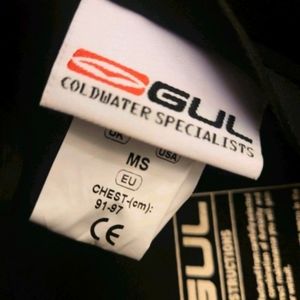 GUL
COLDWATER SPECIALISTS
UK USA
MS
EU
CHEST-(cm):
91-97
CE
GUL